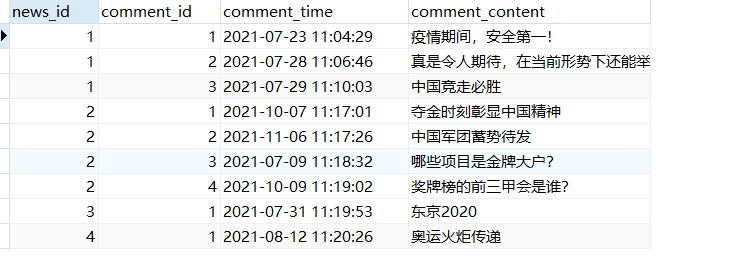 news_id comment_id comment_time comment_content
1 1 2021-07-23 11:04:29 疫情期间，安全第一！
1 2 2021-07-28 11:06:46 真是令人期待，在当前形势下还能举
1 3 2021-07-29 11:10:03 中国竞走必胜
2 1 2021-10-07 11:17:01 夺金时刻彰显中国精神
2 2 2021-11-06 11:17:26 中国军团蓄势待发
2 3 2021-07-09 11:18:32 哪些项目是金牌大户？
2 4 2021-10-09 11:19:02 奖牌榜的前三甲会是谁？
3 1 2021-07-31 11:19:53 东京2020
4 1 2021-08-12 11:20:26 奥运火炬传递